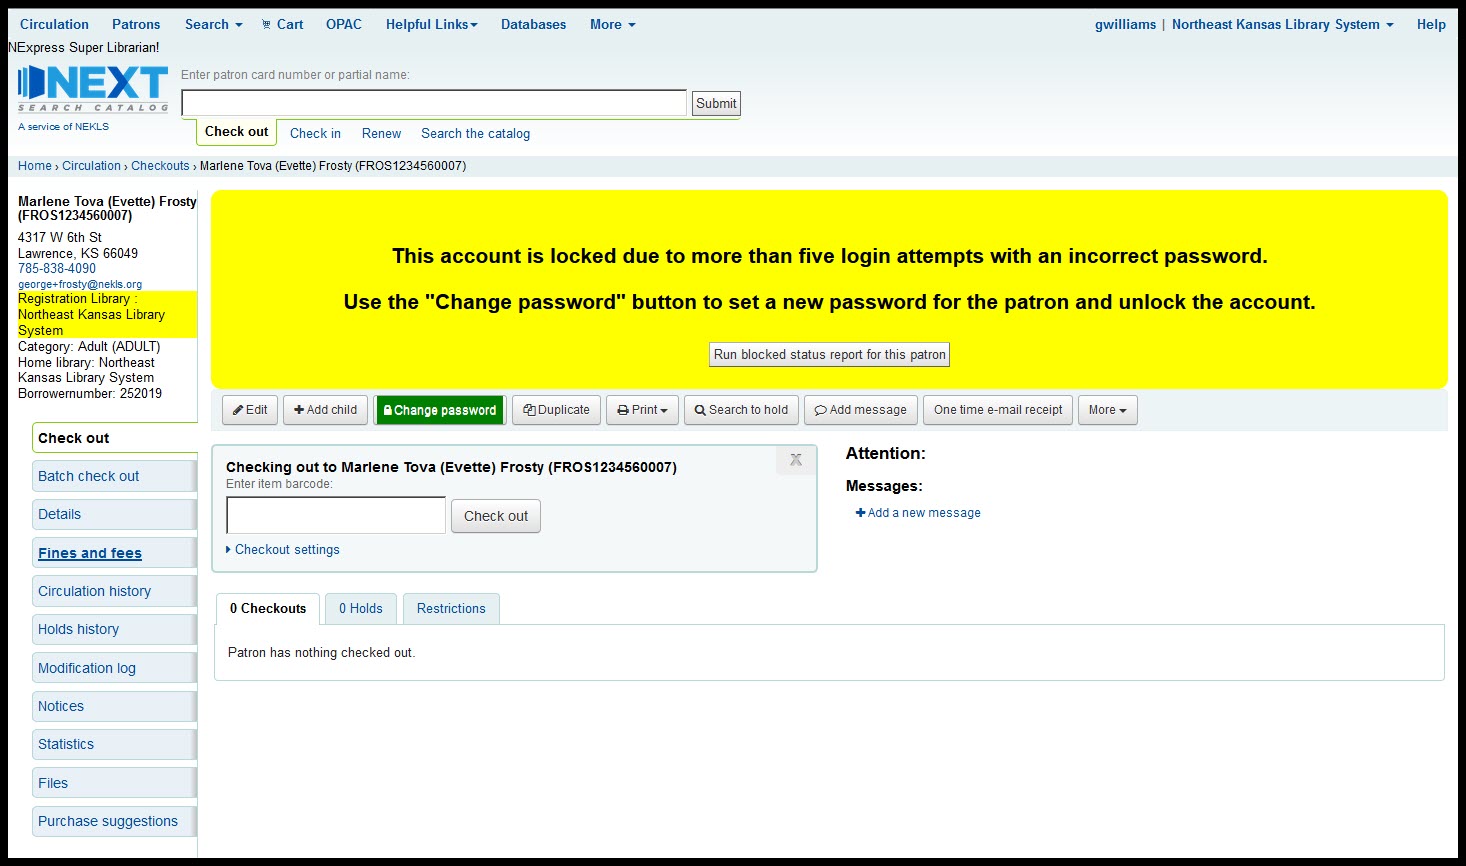 Circulation Patrons Search Cart OPAC Helpful Links Databases More gwilliams | Northeast Kansas Library System Help
NExpress Super Librarian!
NEXT
SEARCH CATALOG
A service of NEKLS
Enter patron card number or partial name:
Submit
Check out Check in Renew Search the catalog
Home › Circulation › Checkouts › Marlene Tova (Evette) Frosty (FROS1234560007)
Marlene Tova (Evette) Frosty
(FROS1234560007)
4317 W 6th St
Lawrence, KS 66049
785-838-4090
george+frosty@nekls.org
Registration Library :
Northeast Kansas Library
System
Category: Adult (ADULT)
Home library: Northeast
Kansas Library System
Borrowernumber: 252019
Check out
Batch check out
Details
Fines and fees
Circulation history
Holds history
Modification log
Notices
Statistics
Files
Purchase suggestions
This account is locked due to more than five login attempts with an incorrect password.
Use the "Change password" button to set a new password for the patron and unlock the account.
Run blocked status report for this patron
Edit Add child Change password Duplicate Print Search to hold Add message One time e-mail receipt More
Checking out to Marlene Tova (Evette) Frosty (FROS1234560007)
X
Enter item barcode:
Check out
Checkout settings
Attention:
Messages:
Add a new message
0 Checkouts 0 Holds Restrictions
Patron has nothing checked out.